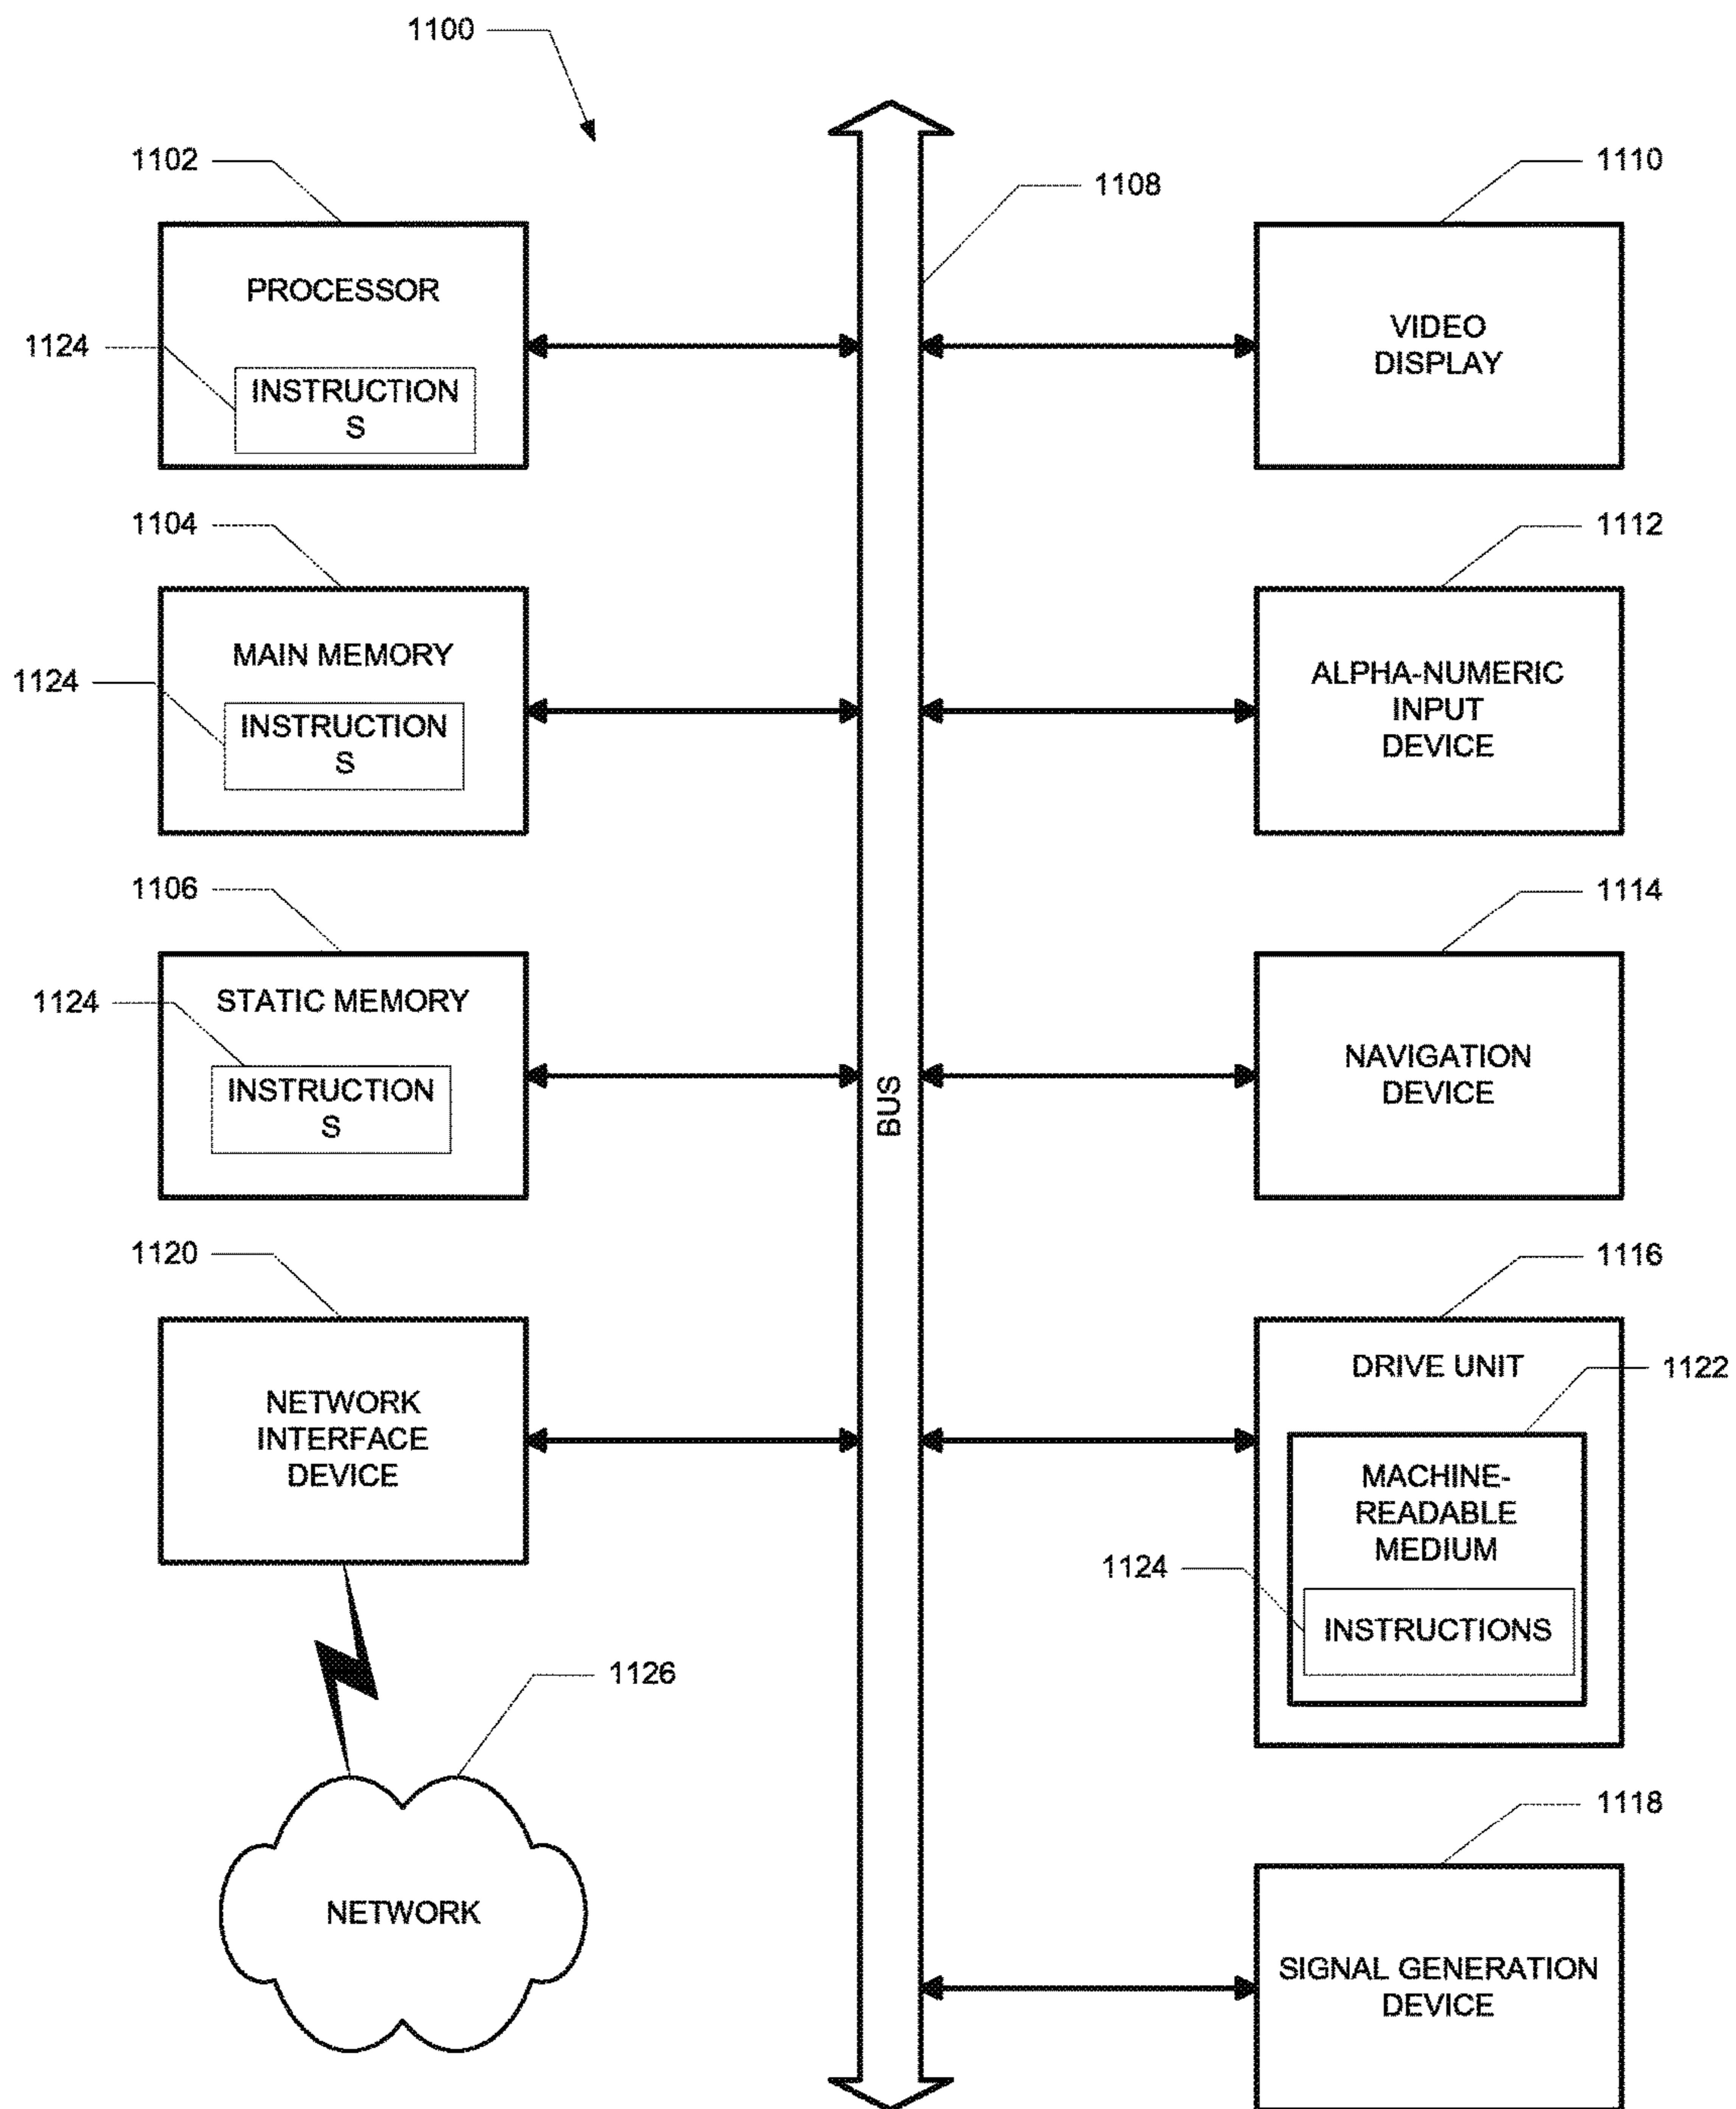 1100
1102
PROCESSOR
1124
INSTRUCTION
S
1104
MAIN MEMORY
1124
INSTRUCTION
S
1106
STATIC MEMORY
1124
INSTRUCTION
S
1120
NETWORK
INTERFACE
DEVICE
1126
NETWORK
1108
BUS
1110
VIDEO
DISPLAY
1112
ALPHA-NUMERIC
INPUT
DEVICE
1114
NAVIGATION
DEVICE
1116
DRIVE UNIT
1122
MACHINE-
READABLE
MEDIUM
1124
INSTRUCTIONS
1118
SIGNAL GENERATION
DEVICE